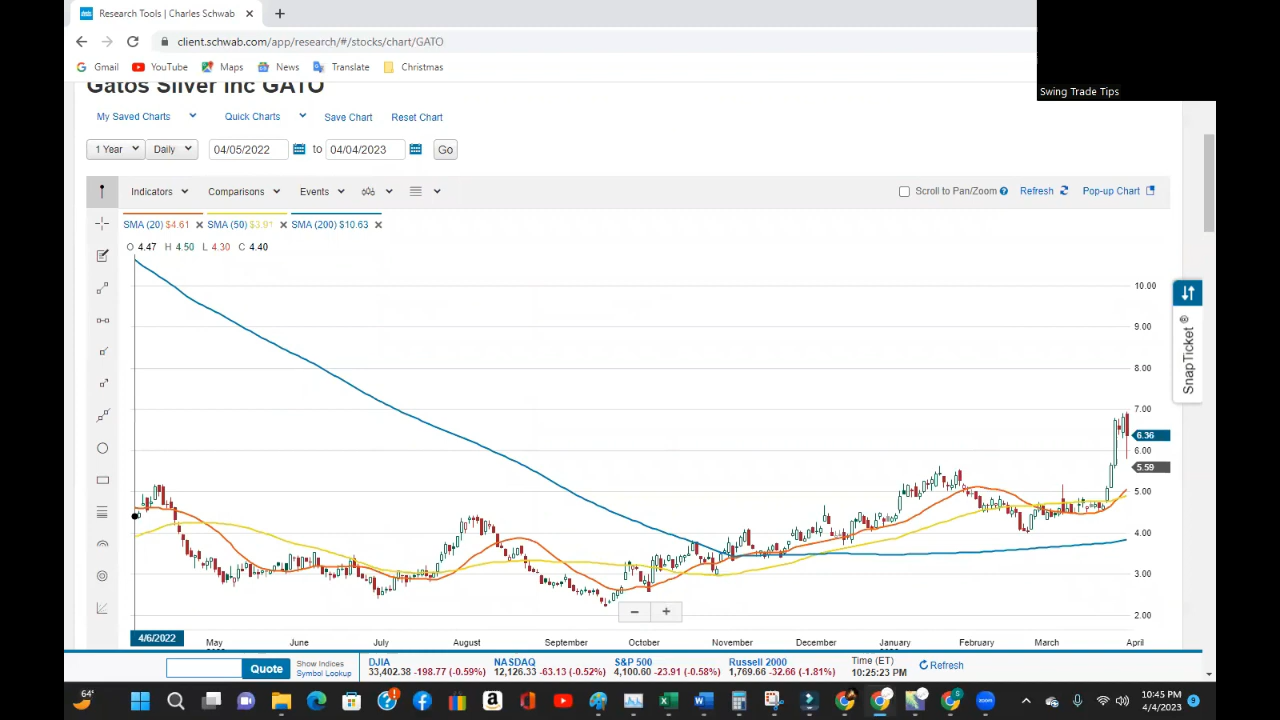 Research Tools | Charles Schwab
client.schwab.com/app/research/#/stocks/chart/GATO
Gmail YouTube Maps News Translate Christmas
Swing Trade Tips
Gatos Silver Inc GATO
My Saved Charts Quick Charts Save Chart Reset Chart
1 Year Daily 04/05/2022 to 04/04/2023 Go
Indicators Comparisons Events Scroll to Pan/Zoom Refresh Pop-up Chart
SMA (20) $4.61 SMA (50) $3.91 SMA (200) $10.63
O 4.47 H 4.50 L 4.30 C 4.40
10.00
9.00
8.00
7.00
6.36
6.00
5.59
5.00
4.00
3.00
2.00
SnapTicket ®
4/6/2022 May June July August September October November December January February March April
Quote
Show Indices
Symbol Lookup
DJIA
33,402.38 -198.77 (-0.59%)
NASDAQ
12,126.33 -63.13 (-0.52%)
S&P 500
4,100.60 -23.91 (-0.58%)
Russell 2000
1,769.66 -32.66 (-1.81%)
Time (ET)
10:25:23 PM
Refresh
64°
10:45 PM
4/4/2023